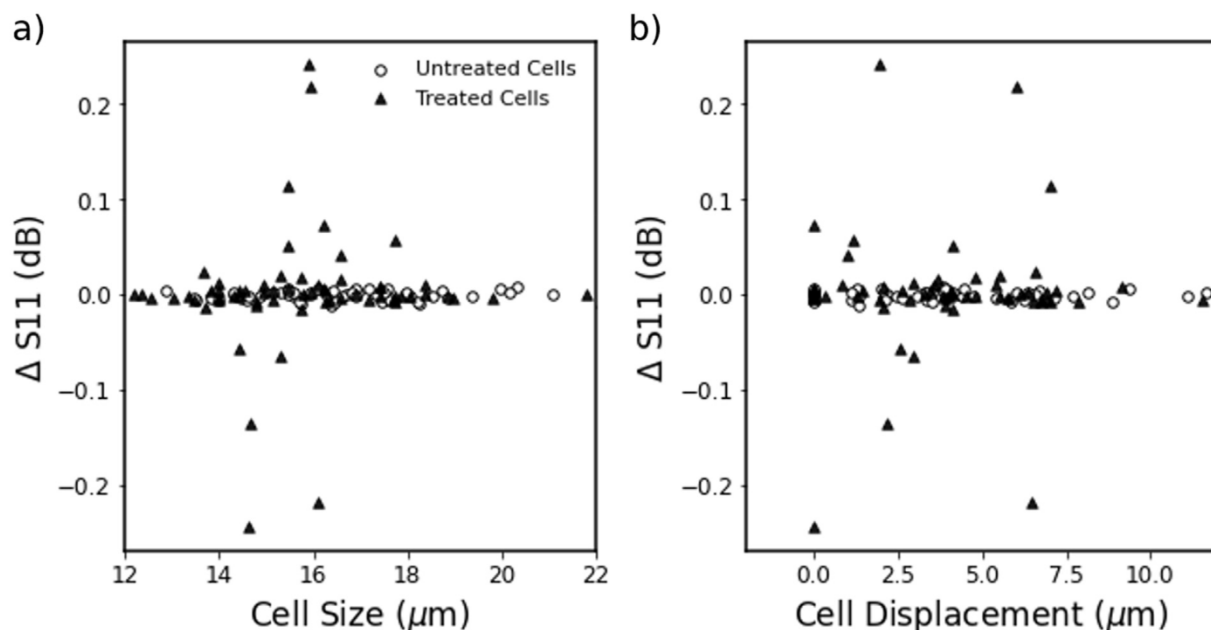 a)
0.2
0.1
0.0
−0.1
−0.2
Δ S11 (dB)
Untreated Cells
Treated Cells
12 14 16 18 20 22
Cell Size (μm)
b)
0.2
0.1
0.0
−0.1
−0.2
Δ S11 (dB)
0.0 2.5 5.0 7.5 10.0
Cell Displacement (μm)